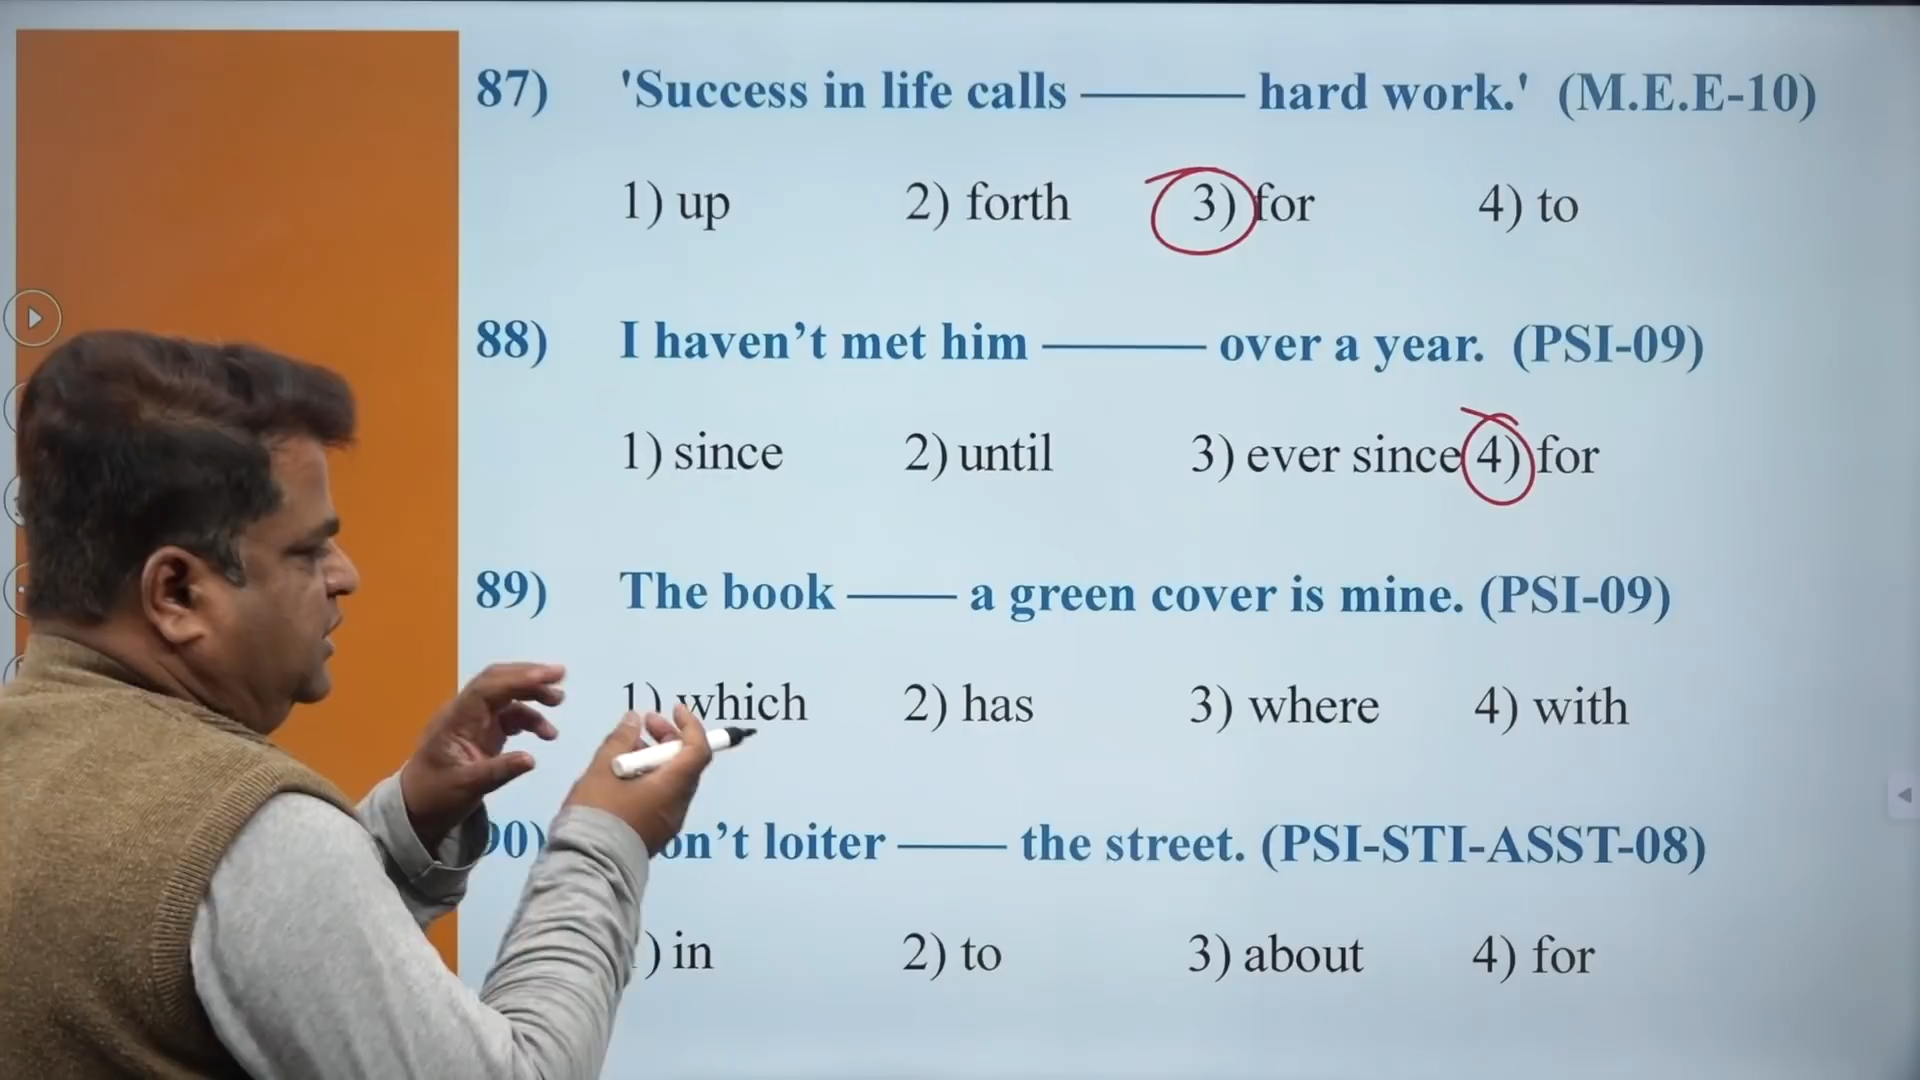 87) 'Success in life calls ——— hard work.' (M.E.E-10)
1) up 2) forth 3) for 4) to
88) I haven’t met him ——— over a year. (PSI-09)
1) since 2) until 3) ever since 4) for
89) The book —— a green cover is mine. (PSI-09)
1) which 2) has 3) where 4) with
90) on’t loiter —— the street. (PSI-STI-ASST-08)
) in 2) to 3) about 4) for